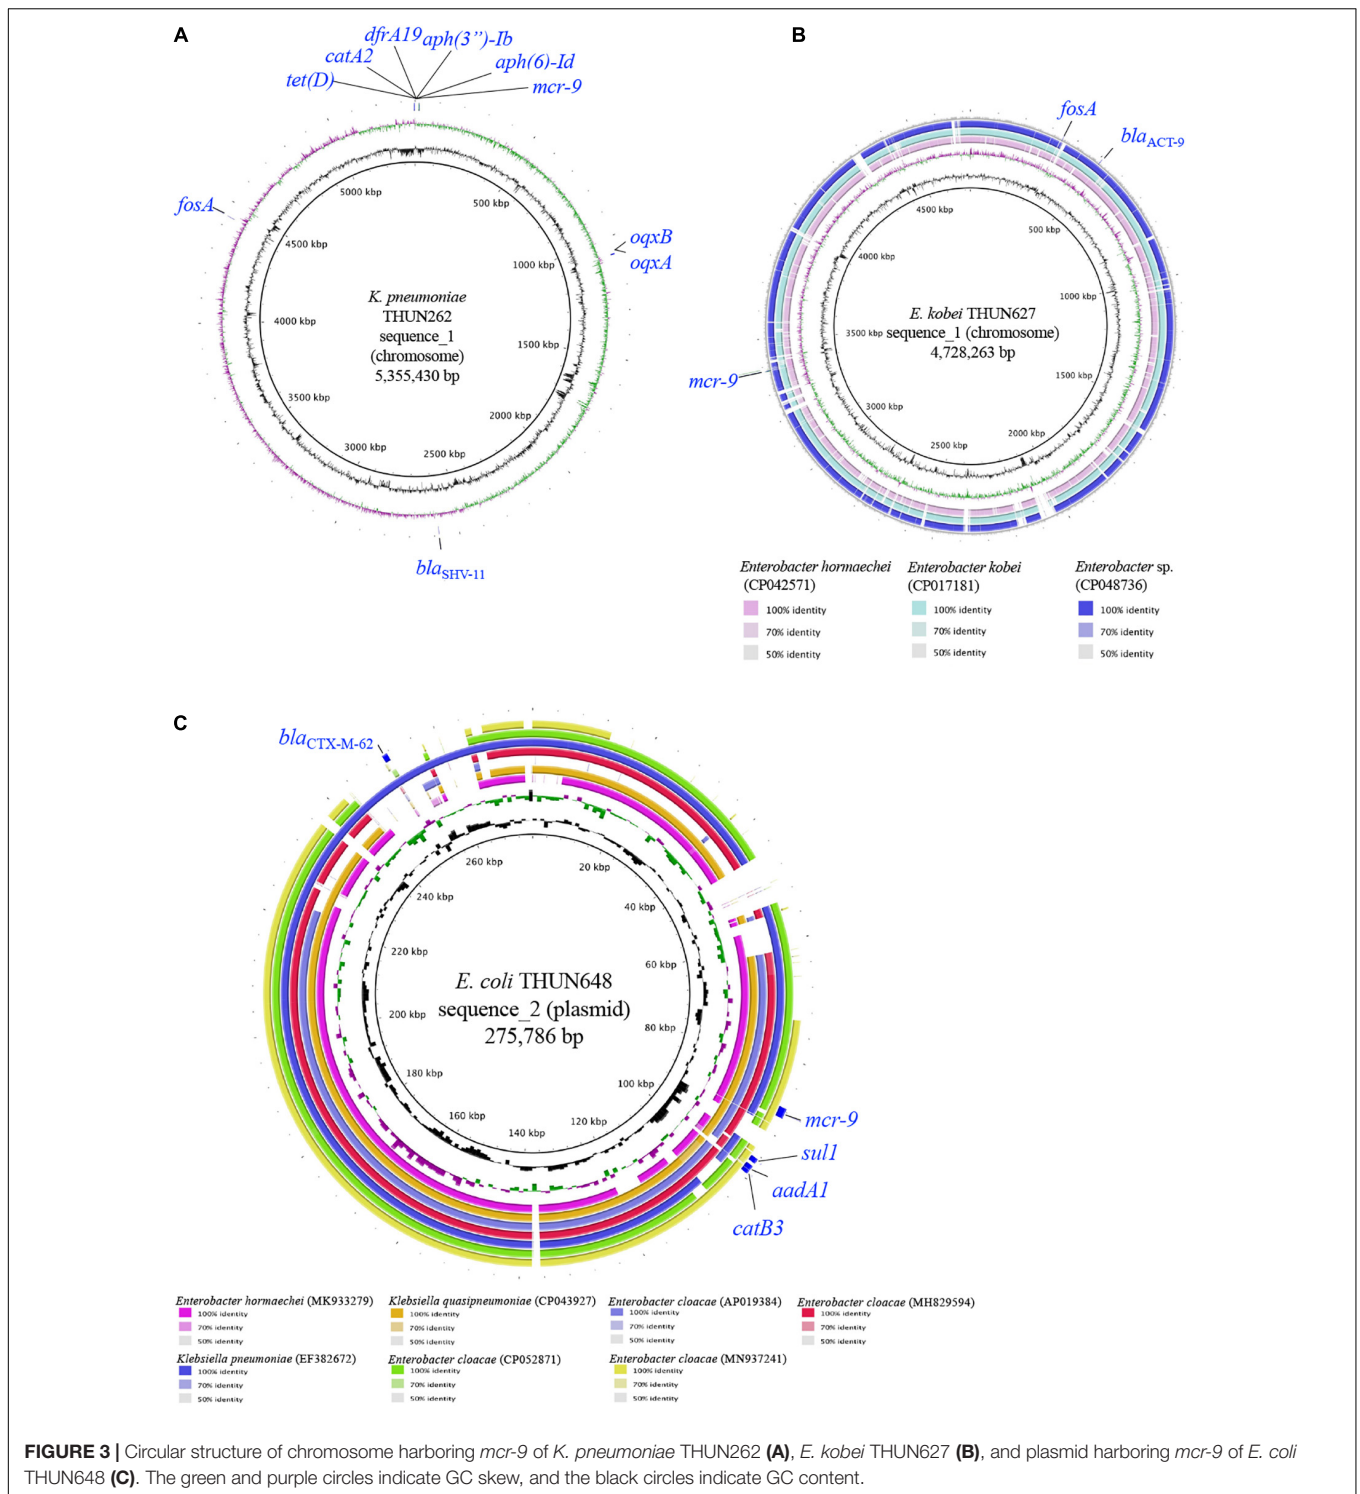 A
dfrA19 aph(3”)-Ib
catA2
aph(6)-Id
tet(D)
mcr-9
fosA
oqxB
oqxA
blaSHV-11
5000 kbp
500 kbp
4500 kbp
1000 kbp
4000 kbp
1500 kbp
3500 kbp
2000 kbp
3000 kbp
2500 kbp
K. pneumoniae
THUN262
sequence_1
(chromosome)
5,355,430 bp
B
fosA
blaACT-9
mcr-9
4500 kbp
500 kbp
4000 kbp
1000 kbp
3500 kbp
1500 kbp
3000 kbp
2000 kbp
2500 kbp
E. kobei THUN627
sequence_1 (chromosome)
4,728,263 bp
Enterobacter hormaechei
(CP042571)
100% identity
70% identity
50% identity
Enterobacter kobei
(CP017181)
100% identity
70% identity
50% identity
Enterobacter sp.
(CP048736)
100% identity
70% identity
50% identity
C
blaCTX-M-62
260 kbp
20 kbp
240 kbp
40 kbp
220 kbp
60 kbp
200 kbp
80 kbp
180 kbp
100 kbp
160 kbp
120 kbp
140 kbp
E. coli THUN648
sequence_2 (plasmid)
275,786 bp
mcr-9
sul1
aadA1
catB3
Enterobacter hormaechei (MK933279)
100% identity
70% identity
50% identity
Klebsiella quasipneumoniae (CP043927)
100% identity
70% identity
50% identity
Enterobacter cloacae (AP019384)
100% identity
70% identity
50% identity
Enterobacter cloacae (MH829594)
100% identity
70% identity
50% identity
Klebsiella pneumoniae (EF382672)
100% identity
70% identity
50% identity
Enterobacter cloacae (CP052871)
100% identity
70% identity
50% identity
Enterobacter cloacae (MN937241)
100% identity
70% identity
50% identity
FIGURE 3 | Circular structure of chromosome harboring mcr-9 of K. pneumoniae THUN262 (A), E. kobei THUN627 (B), and plasmid harboring mcr-9 of E. coli
THUN648 (C). The green and purple circles indicate GC skew, and the black circles indicate GC content.